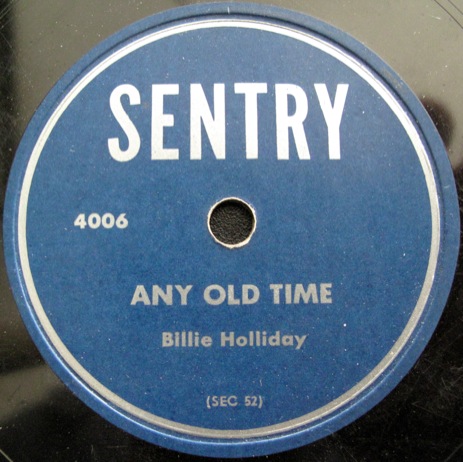 SENTRY
4006
ANY OLD TIME
Billie Holliday
(SEC 52)